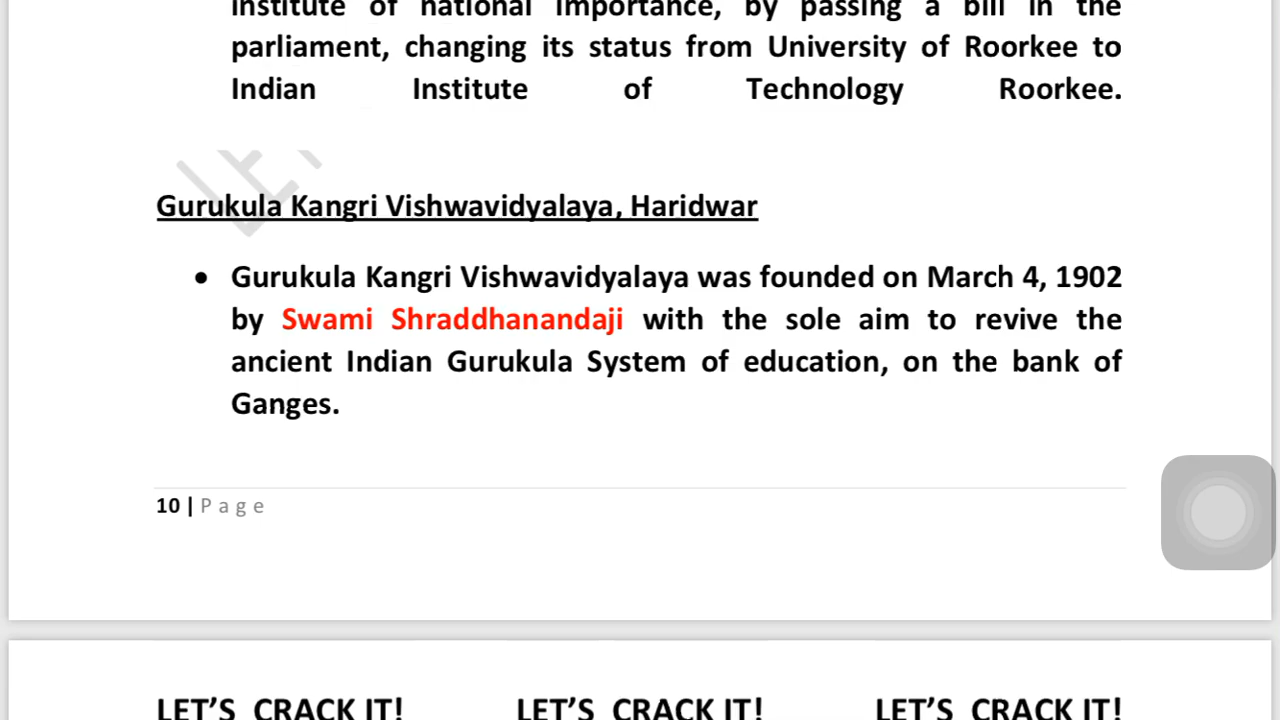 institute of national importance, by passing a bill in the
parliament, changing its status from University of Roorkee to
Indian Institute of Technology Roorkee.
LET
Gurukula Kangri Vishwavidyalaya, Haridwar
• Gurukula Kangri Vishwavidyalaya was founded on March 4, 1902
by Swami Shraddhanandaji with the sole aim to revive the
ancient Indian Gurukula System of education, on the bank of
Ganges.
10 | Page
LET’S CRACK IT! LET’S CRACK IT! LET’S CRACK IT!